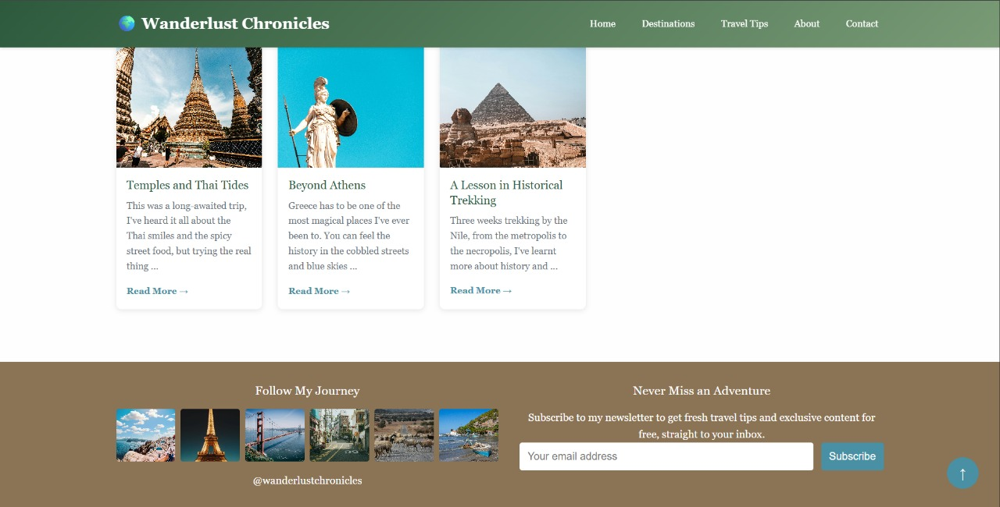 Wanderlust Chronicles
Home Destinations Travel Tips About Contact
Temples and Thai Tides
This was a long-awaited trip,
I've heard it all about the
Thai smiles and the spicy
street food, but trying the real
thing ...
Read More →
Beyond Athens
Greece has to be one of the
most magical places I've ever
been to. You can feel the
history in the cobbled streets
and blue skies ...
Read More →
A Lesson in Historical
Trekking
Three weeks trekking by the
Nile, from the metropolis to
the necropolis, I've learnt
more about history and ...
Read More →
Follow My Journey
@wanderlustchronicles
Never Miss an Adventure
Subscribe to my newsletter to get fresh travel tips and exclusive content for
free, straight to your inbox.
Your email address
Subscribe
↑